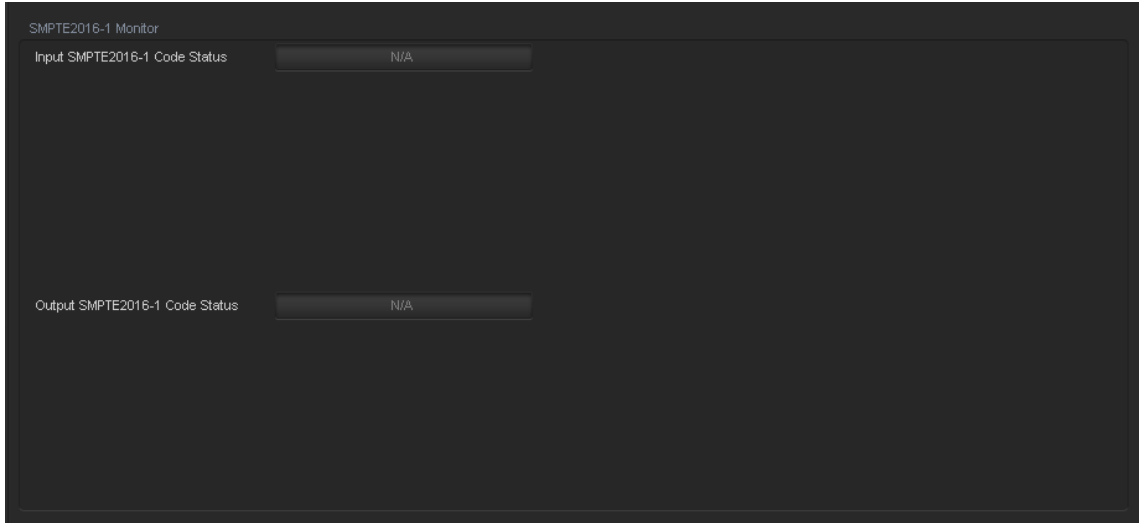 SMPTE2016-1 Monitor
Input SMPTE2016-1 Code Status N/A
Output SMPTE2016-1 Code Status N/A